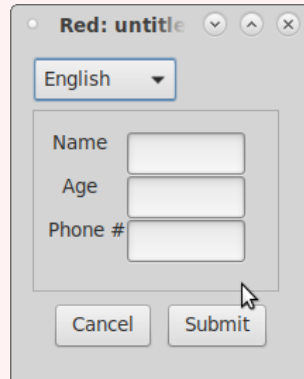 Red: untitle
English
Name
Age
Phone #
Cancel
Submit